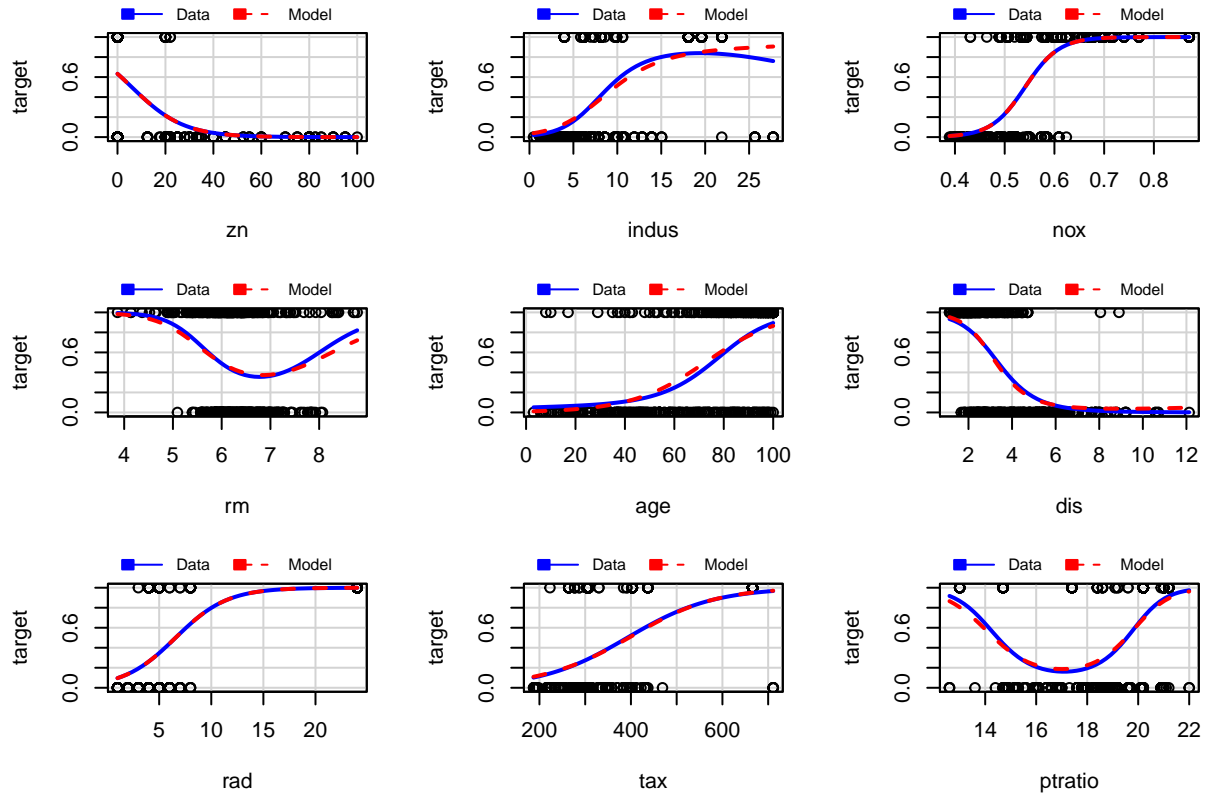 Data Model Data Model Data Model
target target target
0.0 0.6 0.0 0.6 0.0 0.6
0 20 40 60 80 100 0 5 10 15 20 25 0.4 0.5 0.6 0.7 0.8
zn indus nox
Data Model Data Model Data Model
target target target
0.0 0.6 0.0 0.6 0.0 0.6
4 5 6 7 8 0 20 40 60 80 100 2 4 6 8 10 12
rm age dis
Data Model Data Model Data Model
target target target
0.0 0.6 0.0 0.6 0.0 0.6
5 10 15 20 200 400 600 14 16 18 20 22
rad tax ptratio